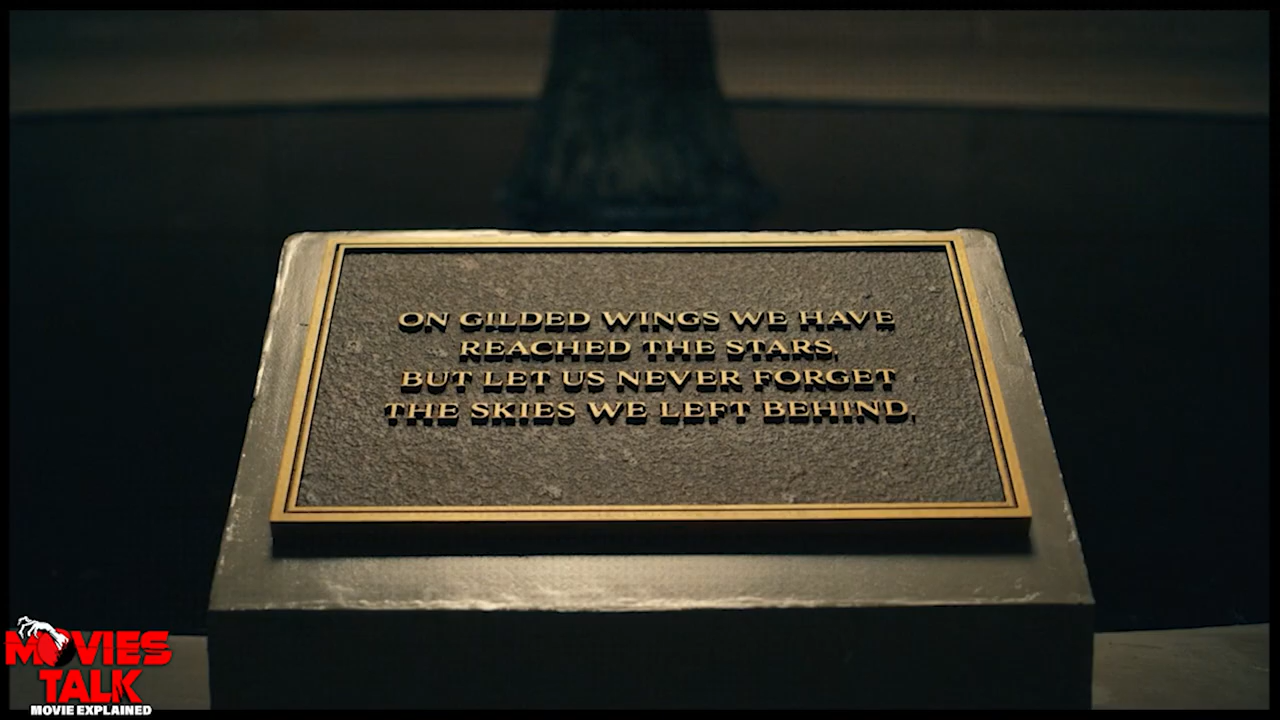 ON GILDED WINGS WE HAVE
REACHED THE STARS,
BUT LET US NEVER FORGET
THE SKIES WE LEFT BEHIND.
MOVIES
TALK
MOVIE EXPLAINED